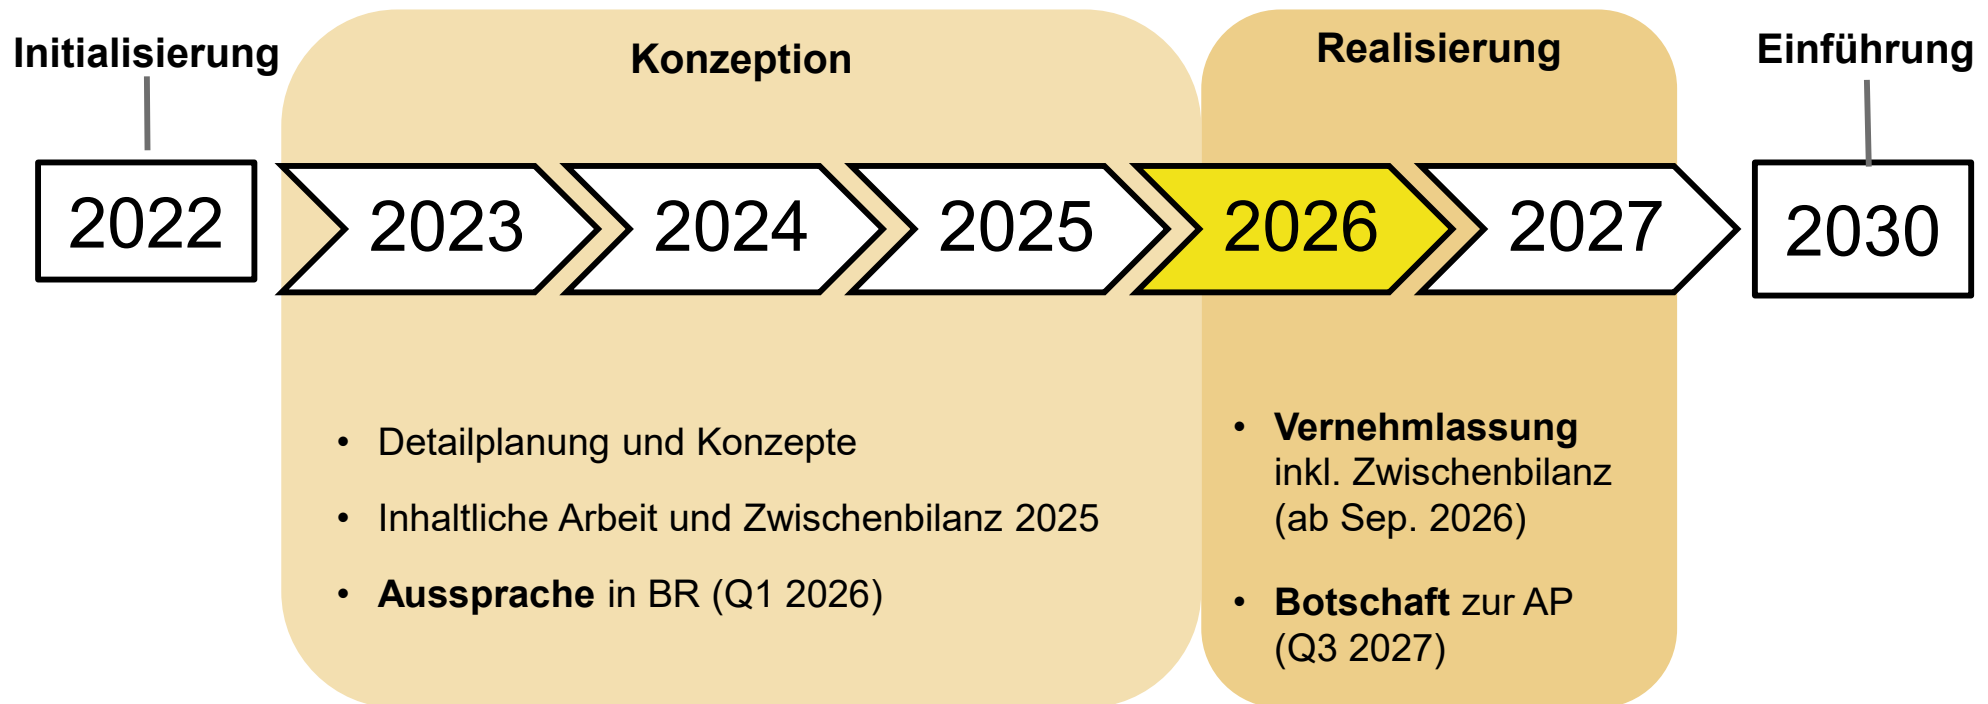 Initialisierung
Konzeption
Realisierung
Einführung
2022
2023
2024
2025
2026
2027
2030
• Detailplanung und Konzepte
• Inhaltliche Arbeit und Zwischenbilanz 2025
• Aussprache in BR (Q1 2026)
• Vernehmlassung
inkl. Zwischenbilanz
(ab Sep. 2026)
• Botschaft zur AP
(Q3 2027)